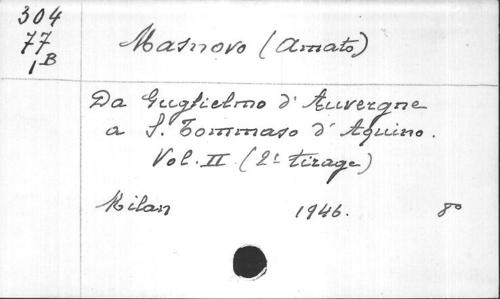 304
77
1B
Masnovo (Amato)
Da Guglielmo d'Auvergne
a S. Tommaso d'Aquino.
Vol. II (2e tirage)
Milan 1946. 8°